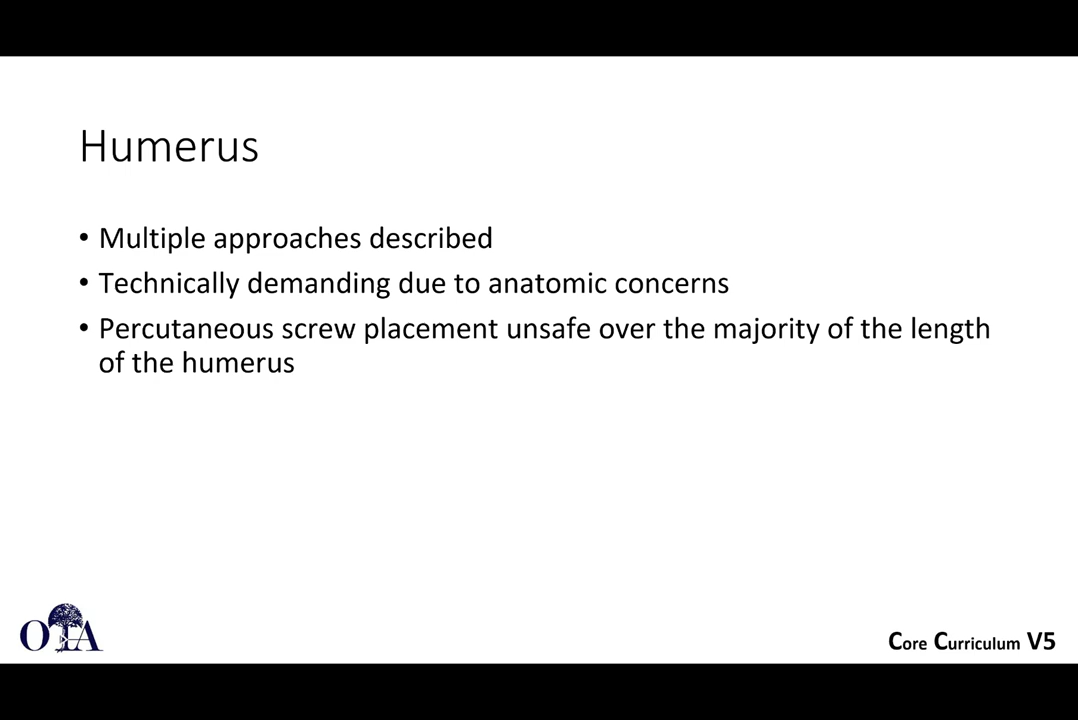 Humerus
• Multiple approaches described
• Technically demanding due to anatomic concerns
• Percutaneous screw placement unsafe over the majority of the length
of the humerus
OTA
Core Curriculum V5